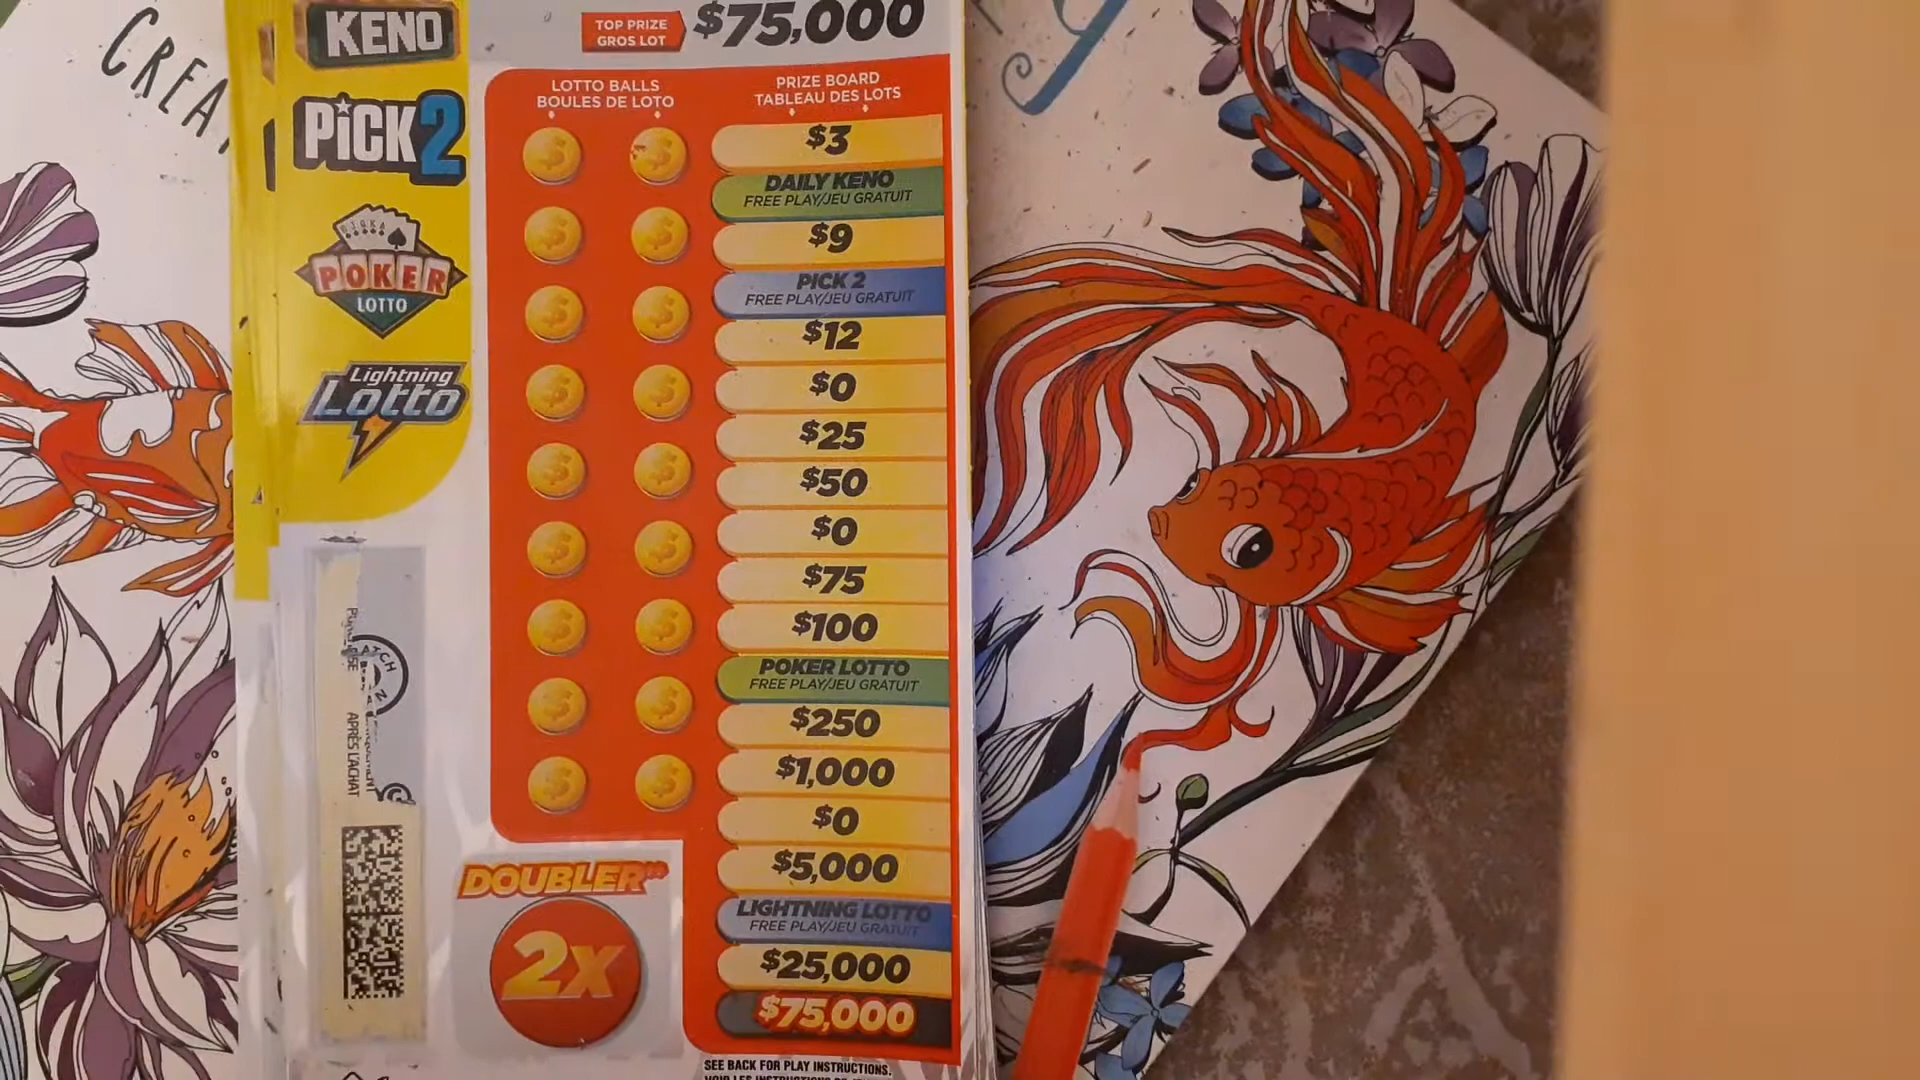 CREA
KENO
PiCK 2
POKER
LOTTO
Lightning
Lotto
TOP PRIZE
GROS LOT
$75,000
LOTTO BALLS
BOULES DE LOTO
PRIZE BOARD
TABLEAU DES LOTS
$3
DAILY KENO
FREE PLAY/JEU GRATUIT
$9
PICK 2
FREE PLAY/JEU GRATUIT
$12
$0
$25
$50
$0
$75
$100
POKER LOTTO
FREE PLAY/JEU GRATUIT
$250
$1,000
$0
$5,000
LIGHTNING LOTTO
FREE PLAY/JEU GRATUIT
$25,000
$75,000
APRÈS L'ACHAT
DOUBLER
2X
SEE BACK FOR PLAY INSTRUCTIONS.